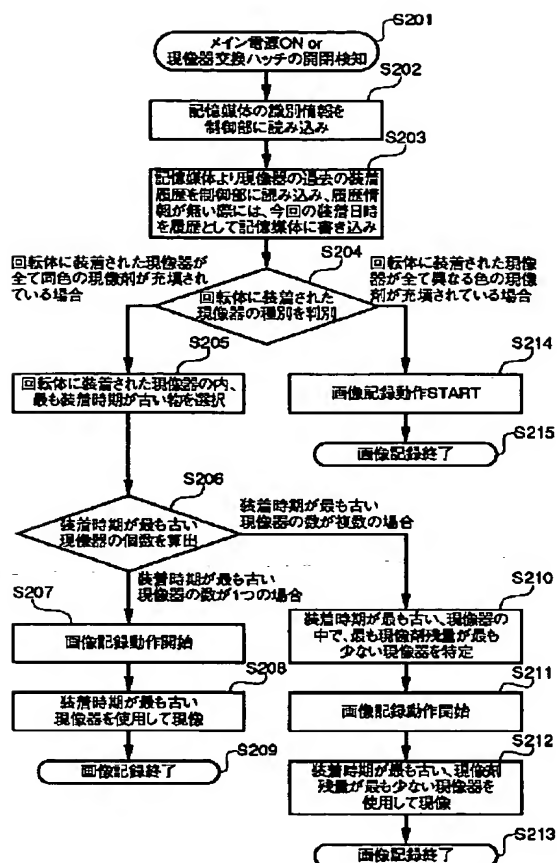 S201
メイン電源ON or
現像器交換ハッチの開閉検知
S202
記憶媒体の識別情報を
制御部に読み込み
S203
記憶媒体より現像器の過去の装着
履歴を制御部に読み込み、履歴情
報が無い際には、今回の装着日時
を履歴として記憶媒体に書き込み
S204
回転体に装着された現像器が
全て同色の現像剤が充填され
ている場合
回転体に装着された
現像器の種別を判別
回転体に装着された現像
器が全て異なる色の現像
剤が充填されている場合
S205
回転体に装着された現像器の内、
最も装着時期が古い物を選択
S214
画像記録動作START
S215
画像記録終了
S206
装着時期が最も古い
現像器の個数を算出
装着時期が最も古い
現像器の数が複数の場合
装着時期が最も古い
現像器の数が1つの場合
S207
画像記録動作開始
S208
装着時期が最も古い
現像器を使用して現像
S209
画像記録終了
S210
装着時期が最も古い、現像器の
中で、最も現像剤残量が最も
少ない現像器を特定
S211
画像記録動作開始
S212
装着時期が最も古い、現像剤
残量が最も少ない現像器を
使用して現像
S213
画像記録終了